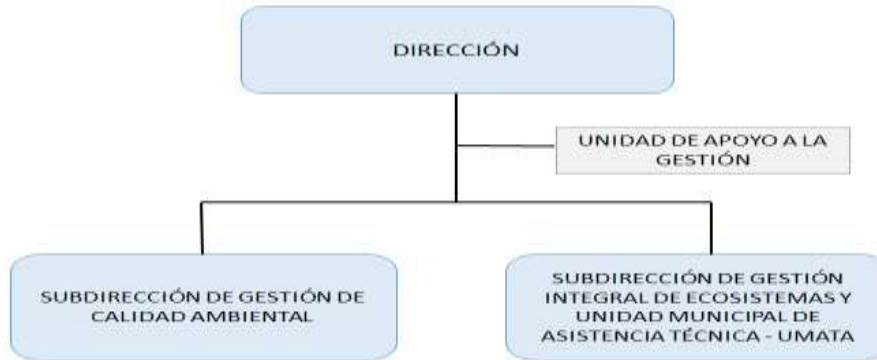 DIRECCIÓN
UNIDAD DE APOYO A LA
GESTIÓN
SUBDIRECCIÓN DE GESTIÓN DE
CALIDAD AMBIENTAL
SUBDIRECCIÓN DE GESTIÓN
INTEGRAL DE ECOSISTEMAS Y
UNIDAD MUNICIPAL DE
ASISTENCIA TÉCNICA - UMATA